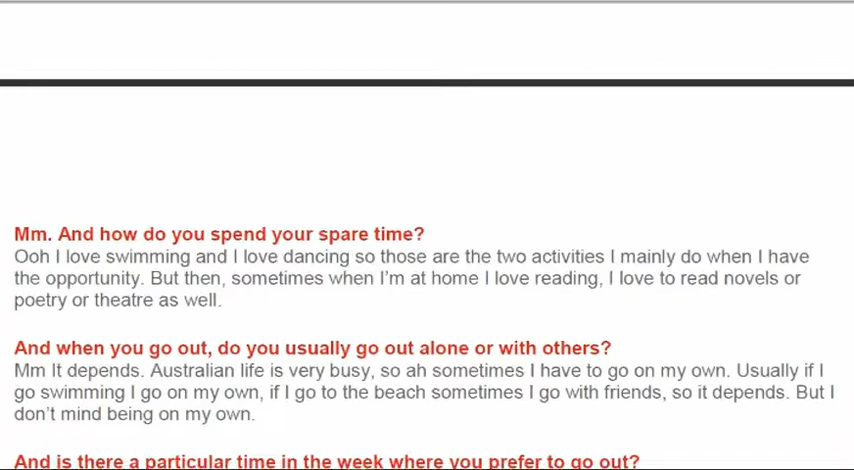 Mm. And how do you spend your spare time?
Ooh I love swimming and I love dancing so those are the two activities I mainly do when I have
the opportunity. But then, sometimes when I'm at home I love reading, I love to read novels or
poetry or theatre as well.
And when you go out, do you usually go out alone or with others?
Mm It depends. Australian life is very busy, so ah sometimes I have to go on my own. Usually if I
go swimming I go on my own, if I go to the beach sometimes I go with friends, so it depends. But I
don't mind being on my own.
And is there a particular time in the week where you prefer to go out?